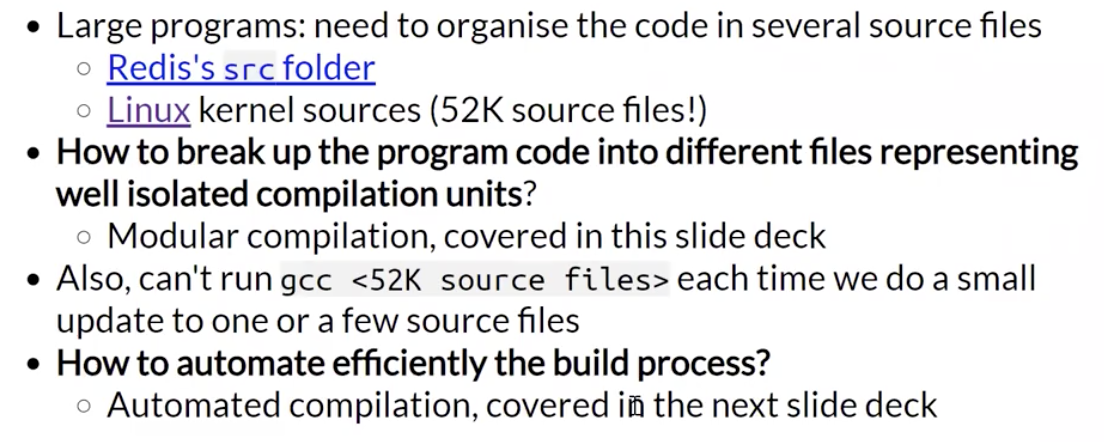 • Large programs: need to organise the code in several source files
○ Redis's src folder
○ Linux kernel sources (52K source files!)
• How to break up the program code into different files representing
well isolated compilation units?
○ Modular compilation, covered in this slide deck
• Also, can't run gcc <52K source files> each time we do a small
update to one or a few source files
• How to automate efficiently the build process?
○ Automated compilation, covered in the next slide deck